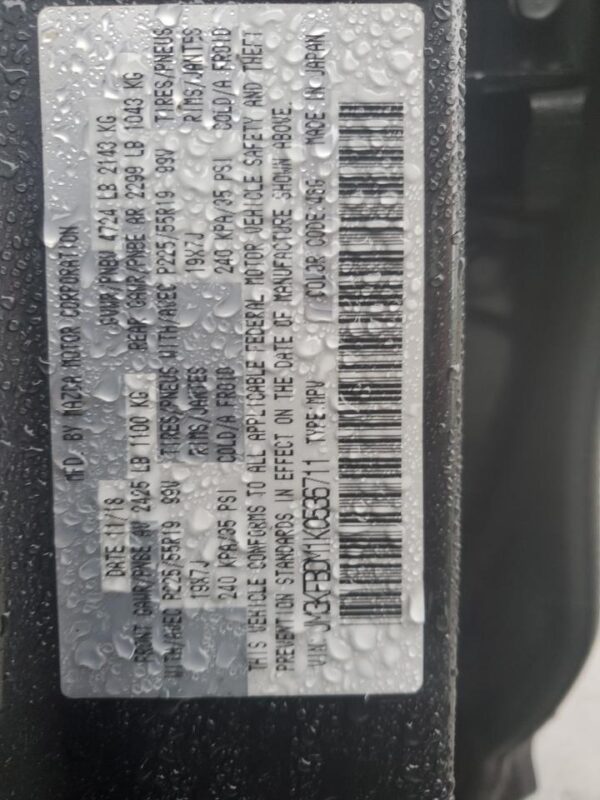 MFD. BY MAZDA MOTOR CORPORATION
DATE 11/18 GVWR/PNBV 4724 LB 2143 KG
FRONT GAWR/PNBE AV 2425 LB 1100 KG REAR GAWR/PNBE AR 2299 LB 1043 KG
WITH/AVEC P225/55R19 99V TIRES/PNEUS WITH/AVEC P225/55R19 99V TIRES/PNEUS
19X7J RIMS/JANTES 19X7J RIMS/JANTES
240 KPA/35 PSI COLD/A FROID 240 KPA/35 PSI COLD/A FROID
THIS VEHICLE CONFORMS TO ALL APPLICABLE FEDERAL MOTOR VEHICLE SAFETY AND THEFT
PREVENTION STANDARDS IN EFFECT ON THE DATE OF MANUFACTURE SHOWN ABOVE.
VIN: JM3KFBDM1K0536711 TYPE:MPV COLOR CODE:46G MADE IN JAPAN